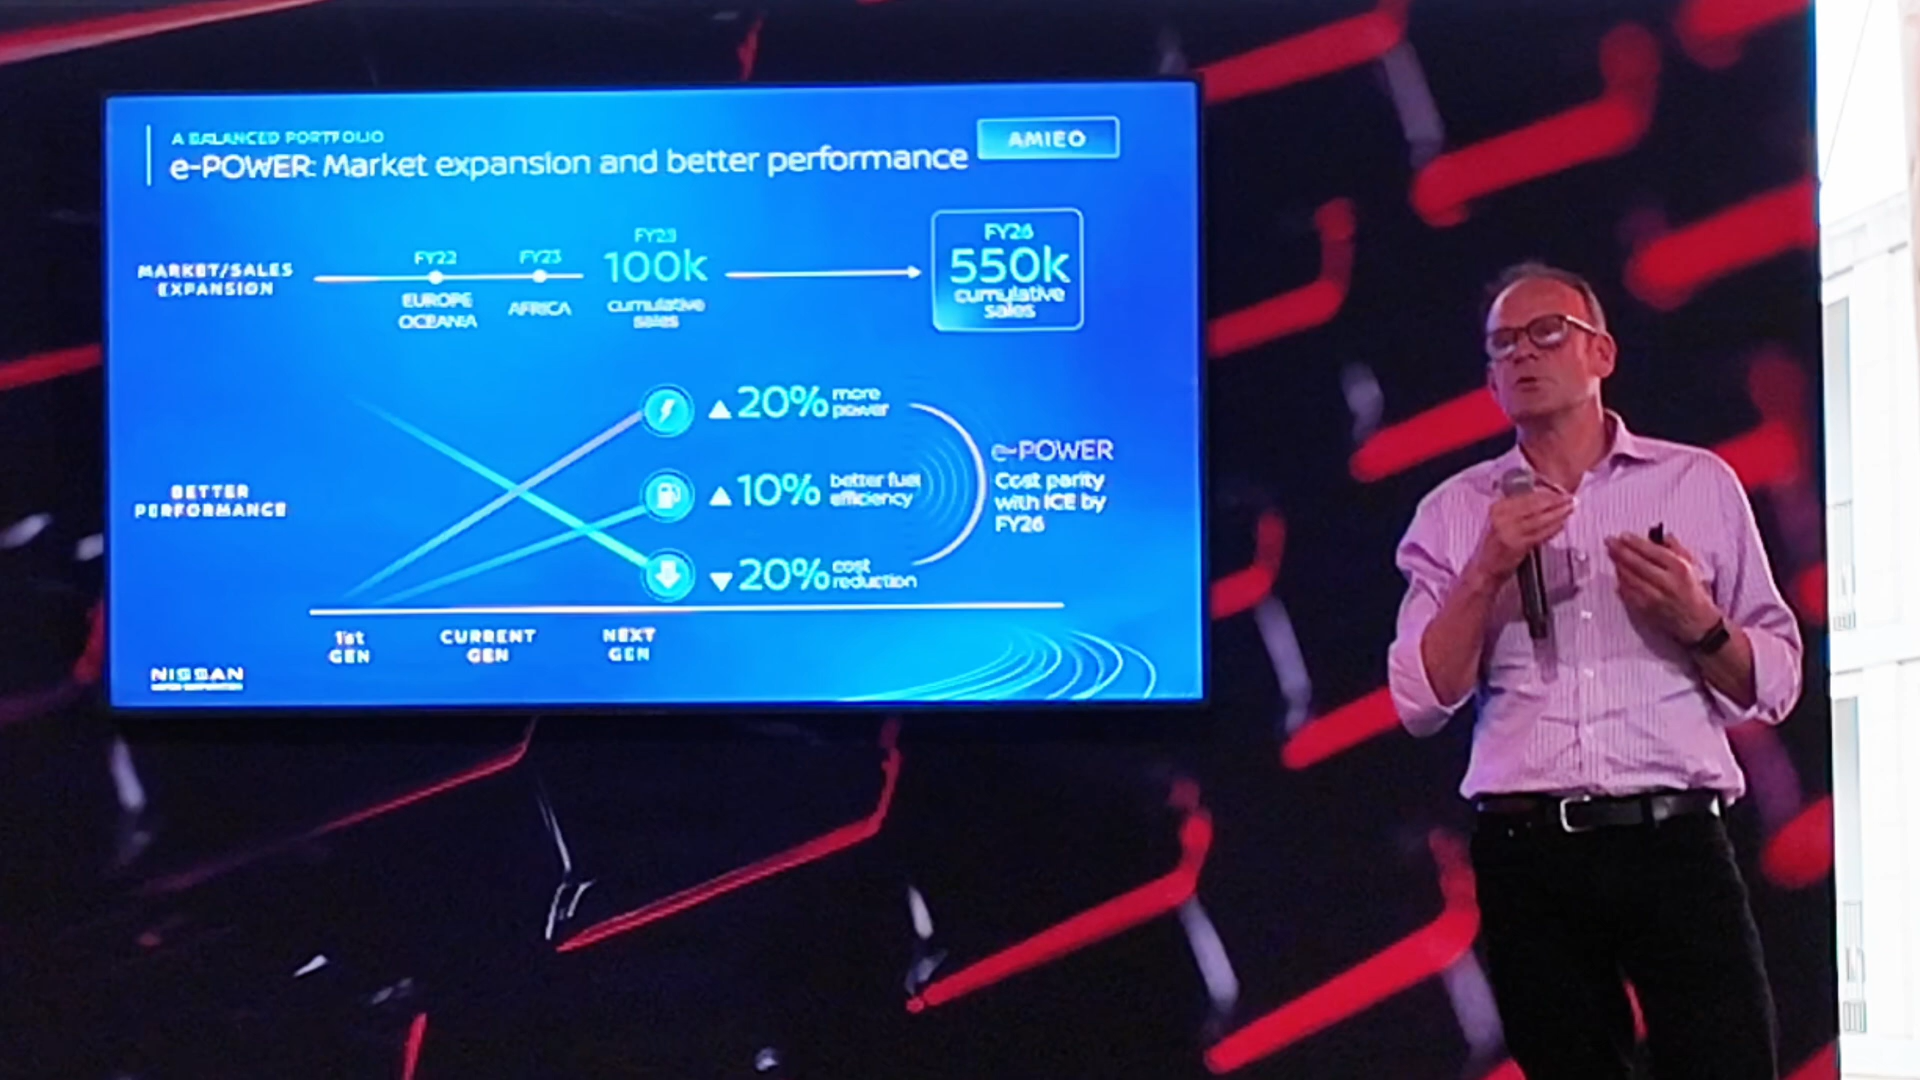 A BALANCED PORTFOLIO
e-POWER: Market expansion and better performance
AMIEO
MARKET/SALES
EXPANSION
FY22
EUROPE
OCEANIA
FY23
AFRICA
FY23
100k
cumulative
sales
FY26
550k
cumulative
sales
BETTER
PERFORMANCE
▲20% more
power
▲10% better fuel
efficiency
▼20% cost
reduction
e-POWER
Cost parity
with ICE by
FY26
1st
GEN
CURRENT
GEN
NEXT
GEN
NISSAN